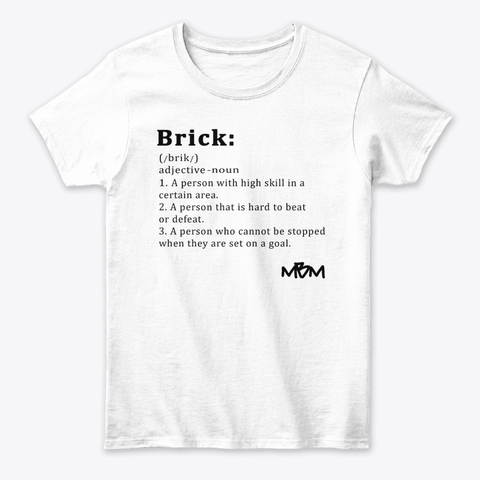 Brick:
(/brik/)
adjective-noun
1. A person with high skill in a
certain area.
2. A person that is hard to beat
or defeat.
3. A person who cannot be stopped
when they are set on a goal.
MBM